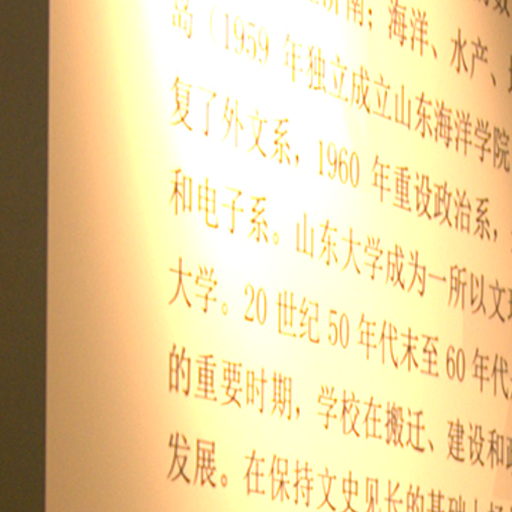 济南；海洋、水产、
的（1959 年独立成立山东海洋学院
复了外文系，1960 年重设政治系，
和电子系。山东大学成为一所以文
大学。20 世纪 50 年代末至 60 年代
的重要时期，学校在搬迁、建设和
发展。在保持文史见长的基础上